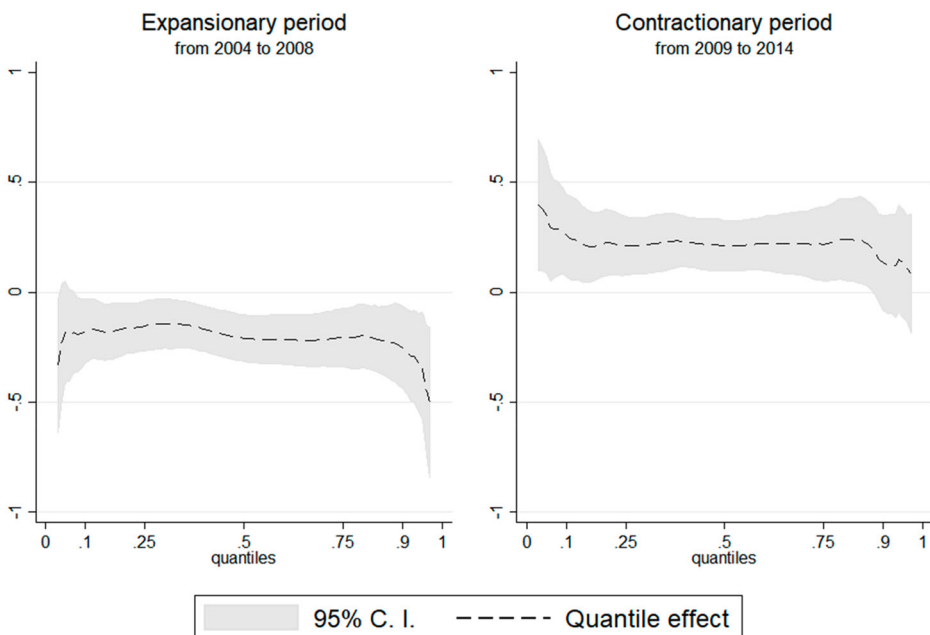 Expansionary period
from 2004 to 2008
1
.5
0
-.5
-1
0 .1 .25 .75 .9 1
quantiles
Contractionary period
from 2009 to 2014
1
.5
0
-.5
-1
0 .1 .25 .75 .9 1
quantiles
95% C. I. Quantile effect